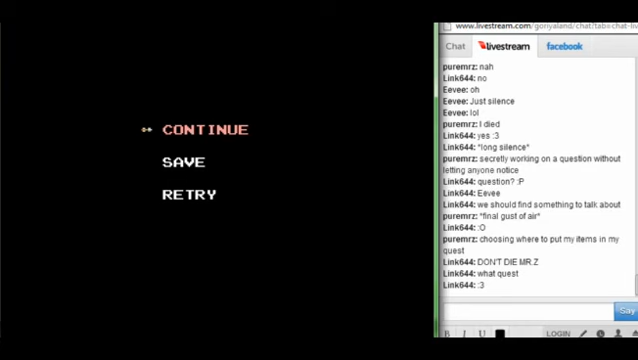 CONTINUE
SAVE
RETRY
www.livestream.com/goriyaland/chat?tab=chat-li
Chat livestream facebook
puremrz: nah
Link644: no
Eevee: oh
Eevee: Just silence
Eevee: lol
puremrz: I died
Link644: yes :3
Link644: *long silence*
puremrz: secretly working on a question without
letting anyone notice
Link644: question? :P
Link644: Eevee
Link644: we should find something to talk about
puremrz: *final gust of air*
Link644: :O
puremrz: choosing where to put my items in my
quest
Link644: DON'T DIE MR.Z
Link644: what quest
Link644: :3
Say
B I U LOGIN